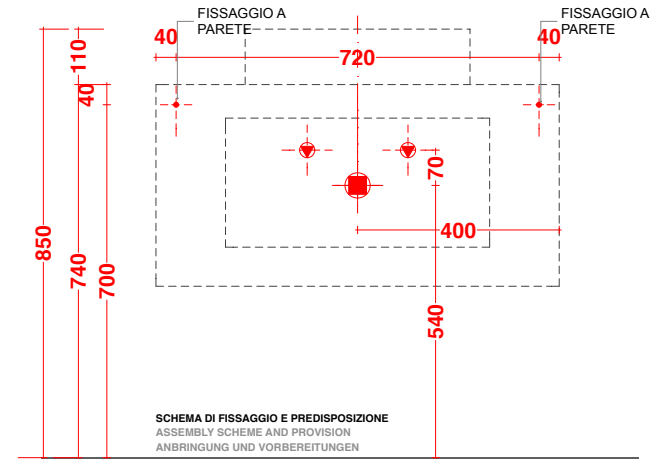 FISSAGGIO A
PARETE
FISSAGGIO A
PARETE
40
720
40
110
40
70
400
850
740
700
540
SCHEMA DI FISSAGGIO E PREDISPOSIZIONE
ASSEMBLY SCHEME AND PROVISION
ANBRINGUNG UND VORBEREITUNGEN